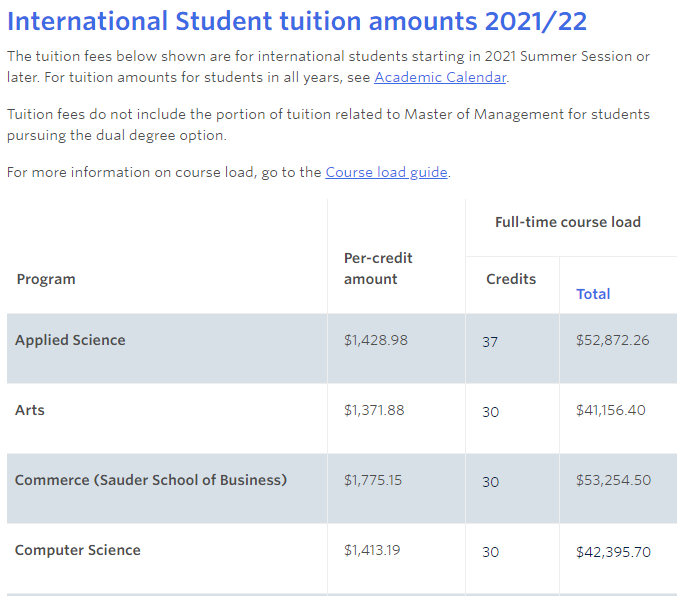 International Student tuition amounts 2021/22
The tuition fees below shown are for international students starting in 2021 Summer Session or
later. For tuition amounts for students in all years, see Academic Calendar.
Tuition fees do not include the portion of tuition related to Master of Management for students
pursuing the dual degree option.
For more information on course load, go to the Course load guide.
Full-time course load
Per-credit
amount
Program
Credits
Total
Applied Science $1,428.98 37 $52,872.26
Arts $1,371.88 30 $41,156.40
Commerce (Sauder School of Business) $1,775.15 30 $53,254.50
Computer Science $1,413.19 30 $42,395.70